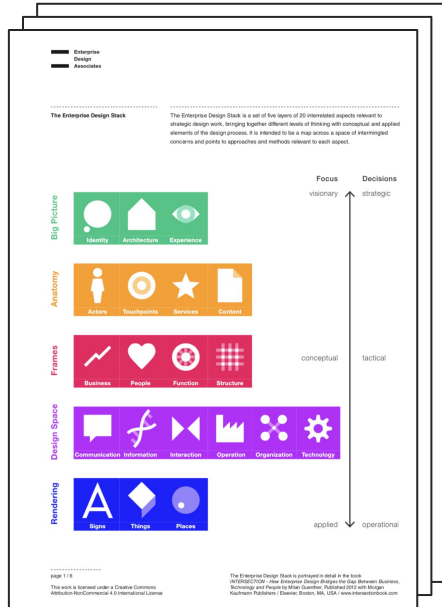 Enterprise
Design
Associates
The Enterprise Design Stack
The Enterprise Design Stack is a set of five layers of 20 interrelated aspects relevant to
strategic design work, bringing together different levels of thinking with conceptual and applied
elements of the design process. It is intended to be a map across a space of intermingled
concerns and points to approaches and methods relevant to each aspect.
Focus Decisions
visionary strategic
Big Picture
Identity Architecture Experience
Anatomy
Actors Touchpoints Services Content
Frames
Business People Function Structure
conceptual tactical
Design Space
Communication Information Interaction Operation Organization Technology
Rendering
Signs Things Places
applied operational
page 1 / 6
This work is licensed under a Creative Commons
Attribution-NonCommercial 4.0 International License
The Enterprise Design Stack is portrayed in detail in the book
INTERSECTION - How Enterprise Design Bridges the Gap Between Business,
Technology and People by Milan Guenther, Published 2012 with Morgan
Kaufmann Publishers / Elsevier, Boston, MA, USA / www.intersectionbook.com